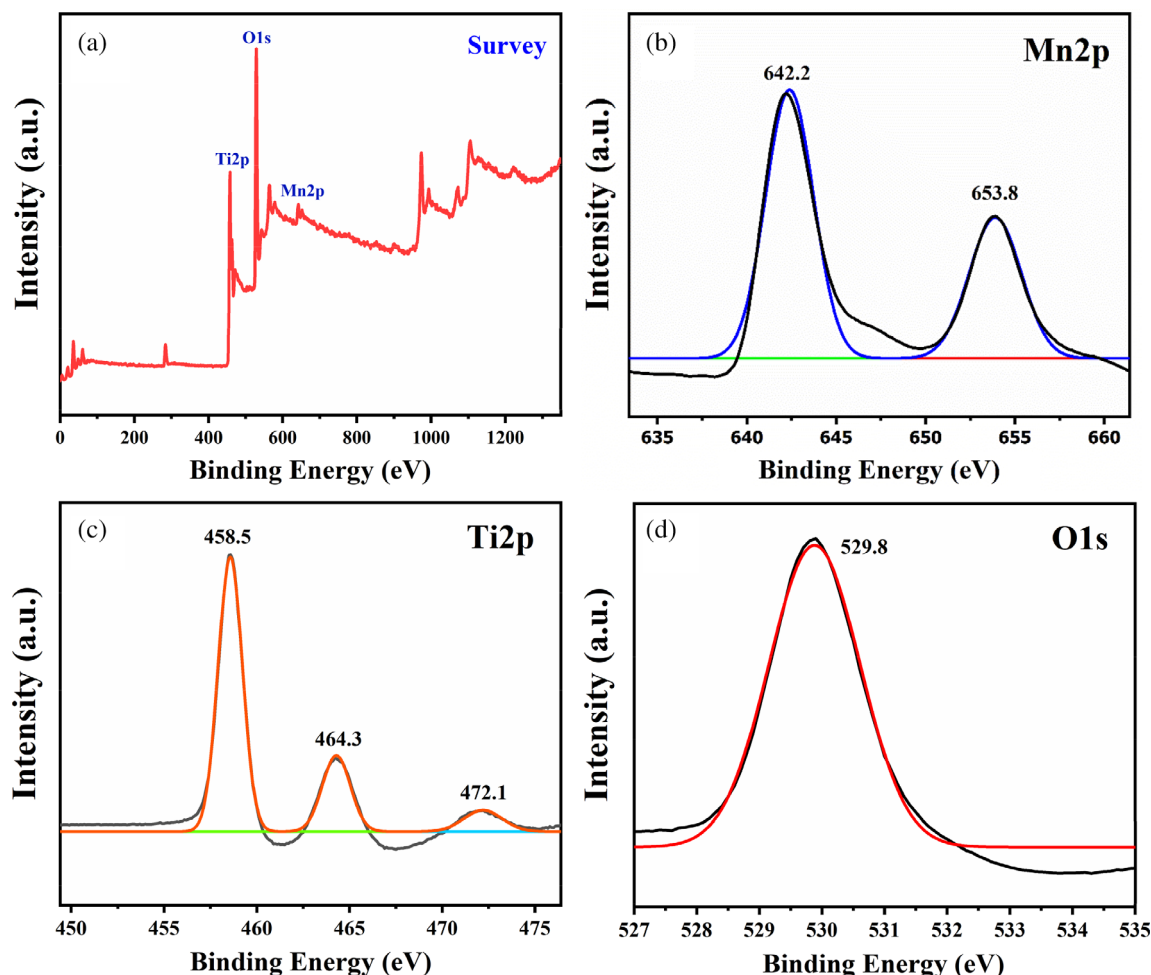 (a)
O1s
Survey
Ti2p
Mn2p
Intensity (a.u.)
0 200 400 600 800 1000 1200
Binding Energy (eV)
(b)
Mn2p
642.2
653.8
Intensity (a.u.)
635 640 645 650 655 660
Binding Energy (eV)
(c)
Ti2p
458.5
464.3
472.1
Intensity (a.u.)
450 455 460 465 470 475
Binding Energy (eV)
(d)
O1s
529.8
Intensity (a.u.)
527 528 529 530 531 532 533 534 535
Binding Energy (eV)